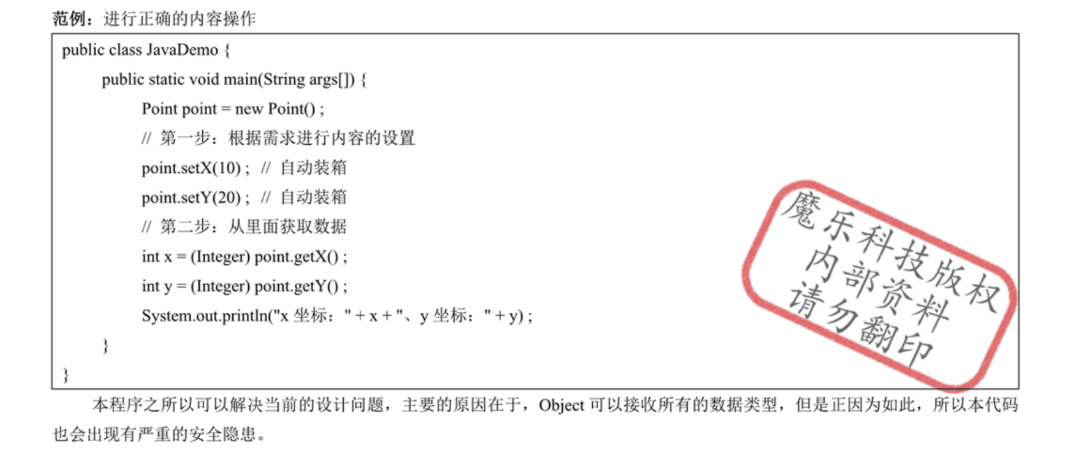 范例：进行正确的内容操作
public class JavaDemo {
public static void main(String args[]) {
Point point = new Point() ;
// 第一步：根据需求进行内容的设置
point.setX(10) ; // 自动装箱
point.setY(20) ; // 自动装箱
// 第二步：从里面获取数据
int x = (Integer) point.getX() ;
int y = (Integer) point.getY() ;
System.out.println("x 坐标：" + x + "、y 坐标：" + y) ;
}
}
本程序之所以可以解决当前的设计问题，主要的原因在于，Object 可以接收所有的数据类型，但是正因为如此，所以本代码
也会出现有严重的安全隐患。
魔乐科技版权
内部资料
请勿翻印